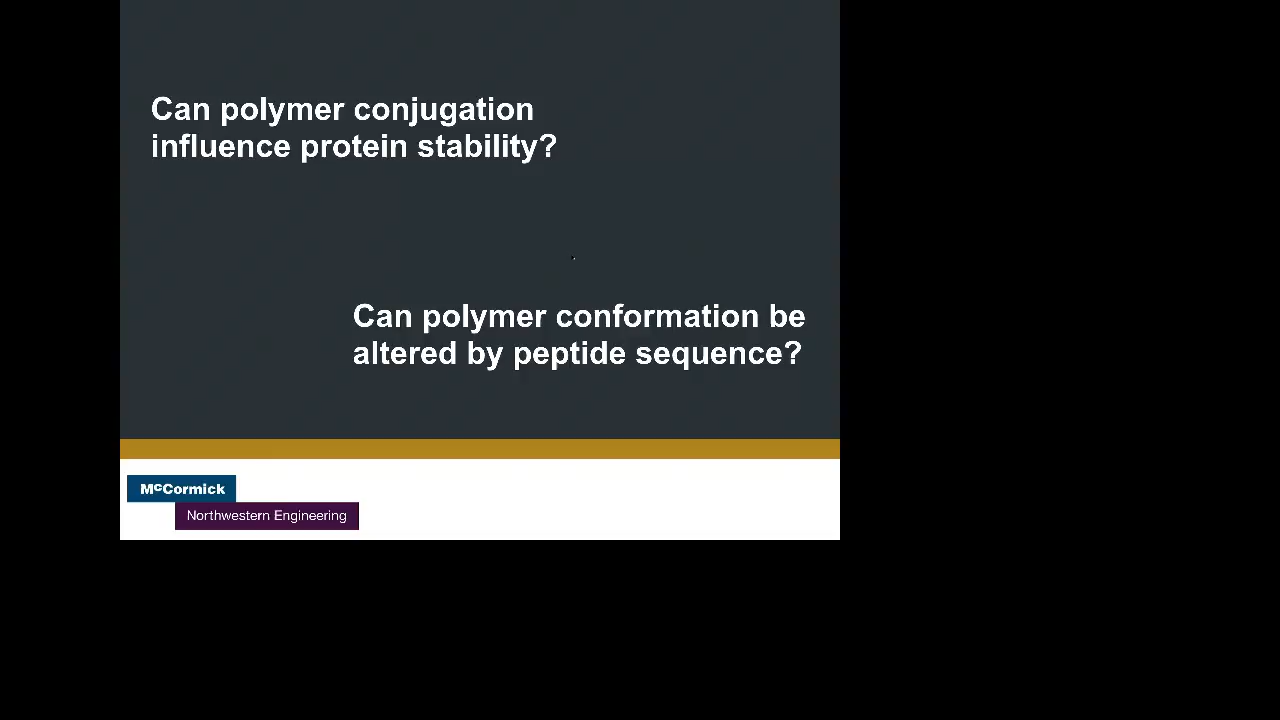 Can polymer conjugation
influence protein stability?
Can polymer conformation be
altered by peptide sequence?
McCormick
Northwestern Engineering